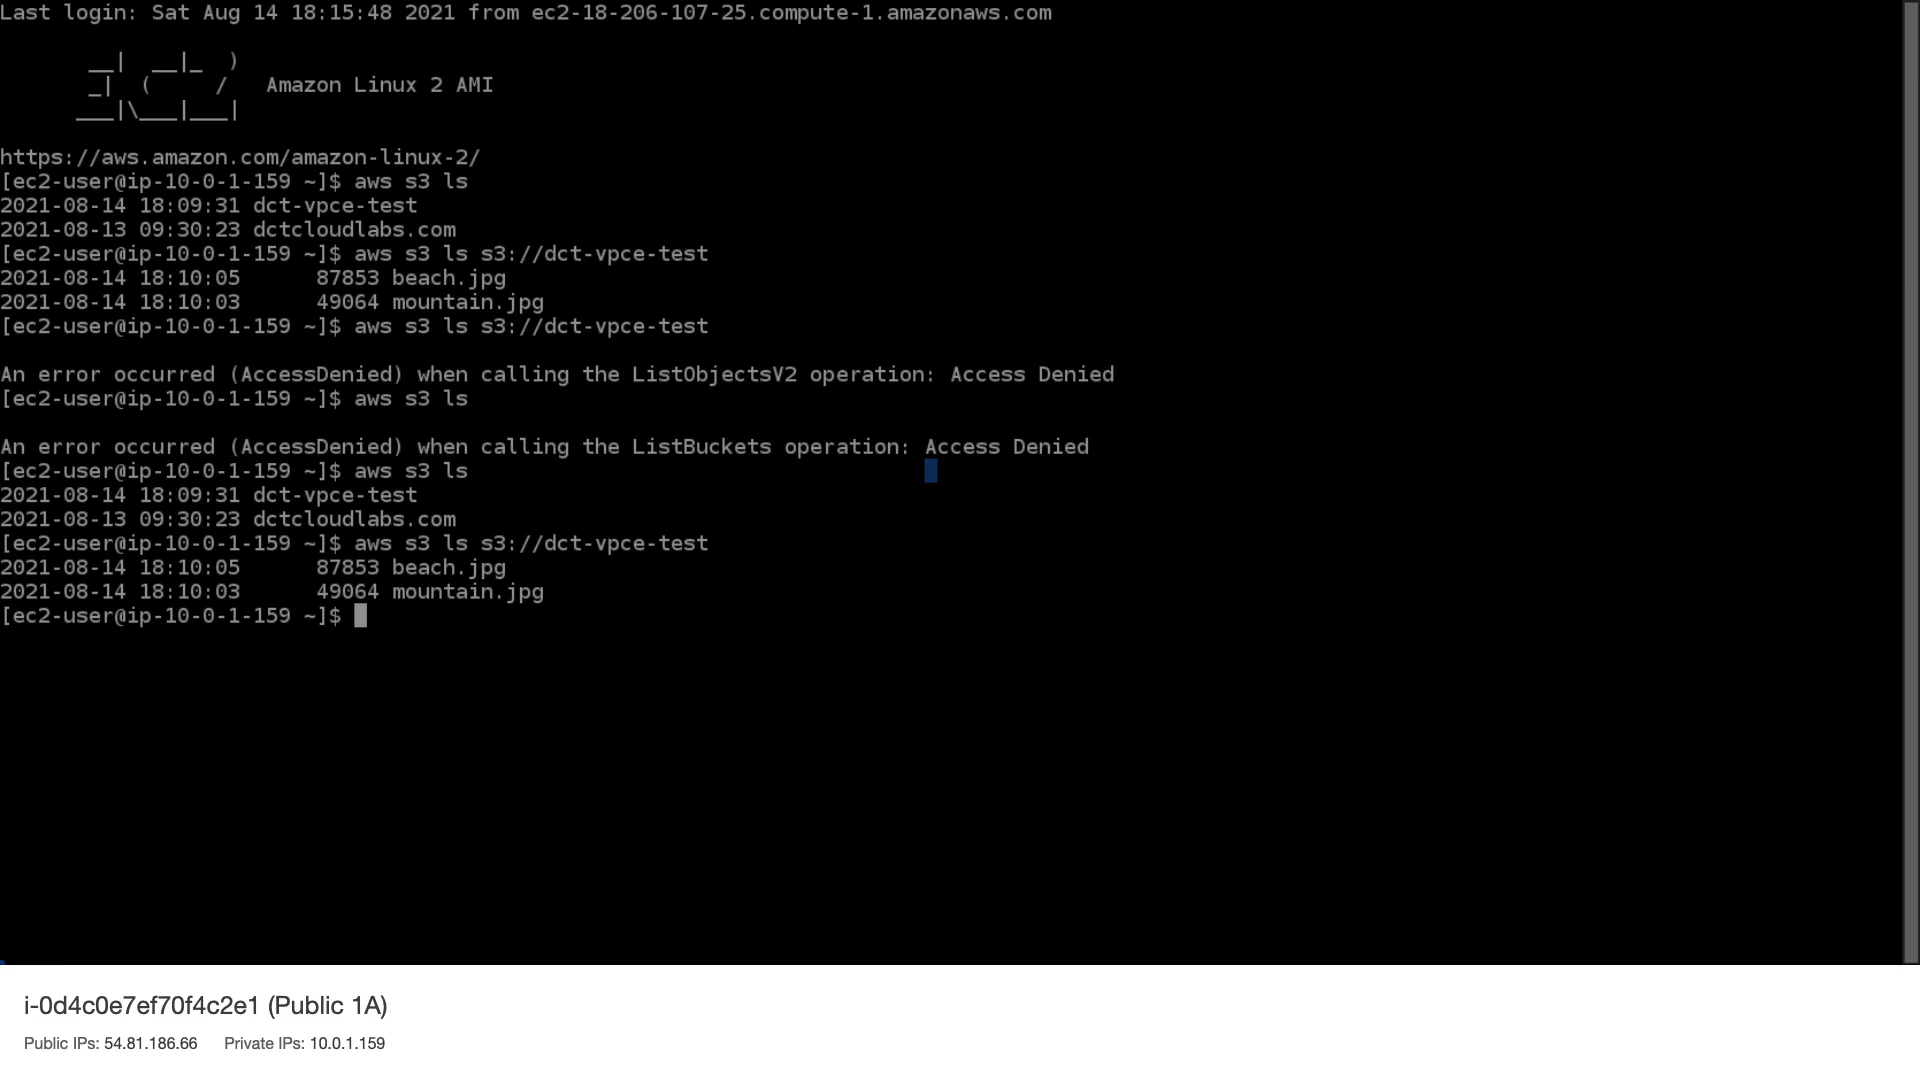 Last login: Sat Aug 14 18:15:48 2021 from ec2-18-206-107-25.compute-1.amazonaws.com
       __|  __|_  )
       _|  (     /   Amazon Linux 2 AMI
      ___|\___|___|
https://aws.amazon.com/amazon-linux-2/
[ec2-user@ip-10-0-1-159 ~]$ aws s3 ls
2021-08-14 18:09:31 dct-vpce-test
2021-08-13 09:30:23 dctcloudlabs.com
[ec2-user@ip-10-0-1-159 ~]$ aws s3 ls s3://dct-vpce-test
2021-08-14 18:10:05      87853 beach.jpg
2021-08-14 18:10:03      49064 mountain.jpg
[ec2-user@ip-10-0-1-159 ~]$ aws s3 ls s3://dct-vpce-test
An error occurred (AccessDenied) when calling the ListObjectsV2 operation: Access Denied
[ec2-user@ip-10-0-1-159 ~]$ aws s3 ls
An error occurred (AccessDenied) when calling the ListBuckets operation: Access Denied
[ec2-user@ip-10-0-1-159 ~]$ aws s3 ls
2021-08-14 18:09:31 dct-vpce-test
2021-08-13 09:30:23 dctcloudlabs.com
[ec2-user@ip-10-0-1-159 ~]$ aws s3 ls s3://dct-vpce-test
2021-08-14 18:10:05      87853 beach.jpg
2021-08-14 18:10:03      49064 mountain.jpg
[ec2-user@ip-10-0-1-159 ~]$
i-0d4c0e7ef70f4c2e1 (Public 1A)
Public IPs: 54.81.186.66 Private IPs: 10.0.1.159